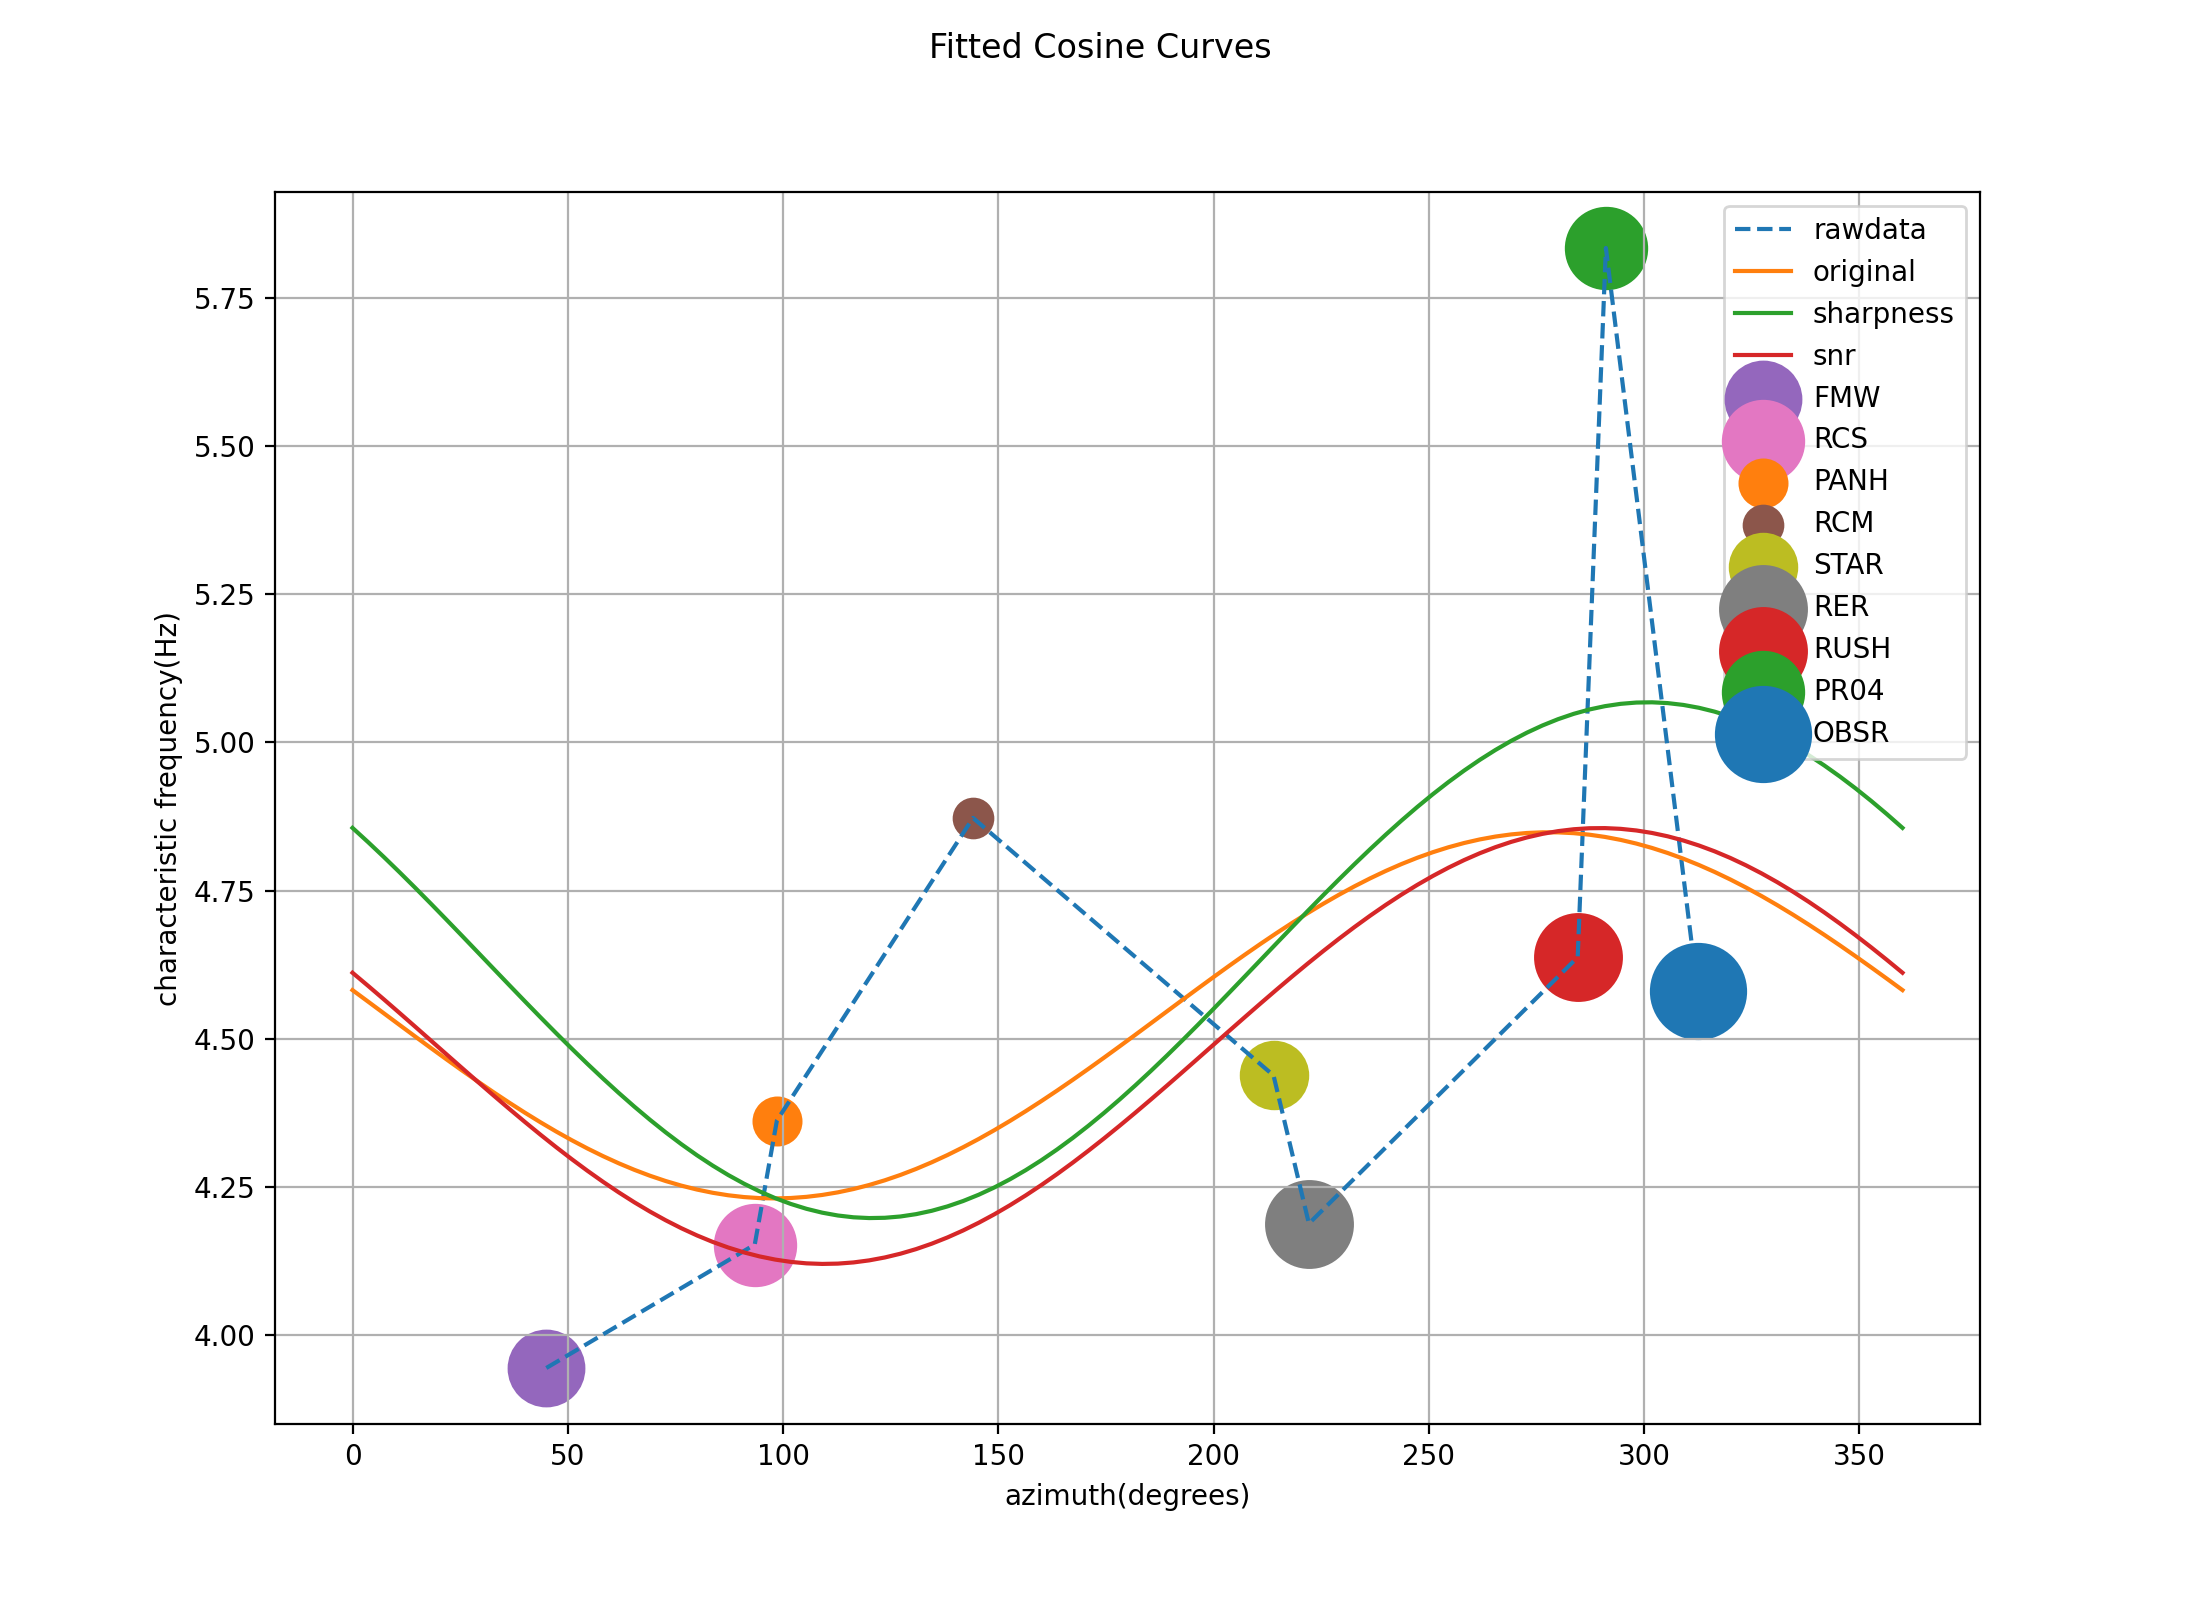 Fitted Cosine Curves
characteristic frequency(Hz)
5.75
5.50
5.25
5.00
4.75
4.50
4.25
4.00
rawdata
original
sharpness
snr
FMW
RCS
PANH
RCM
STAR
RER
RUSH
PR04
OBSR
0 50 100 150 200 250 300 350
azimuth(degrees)